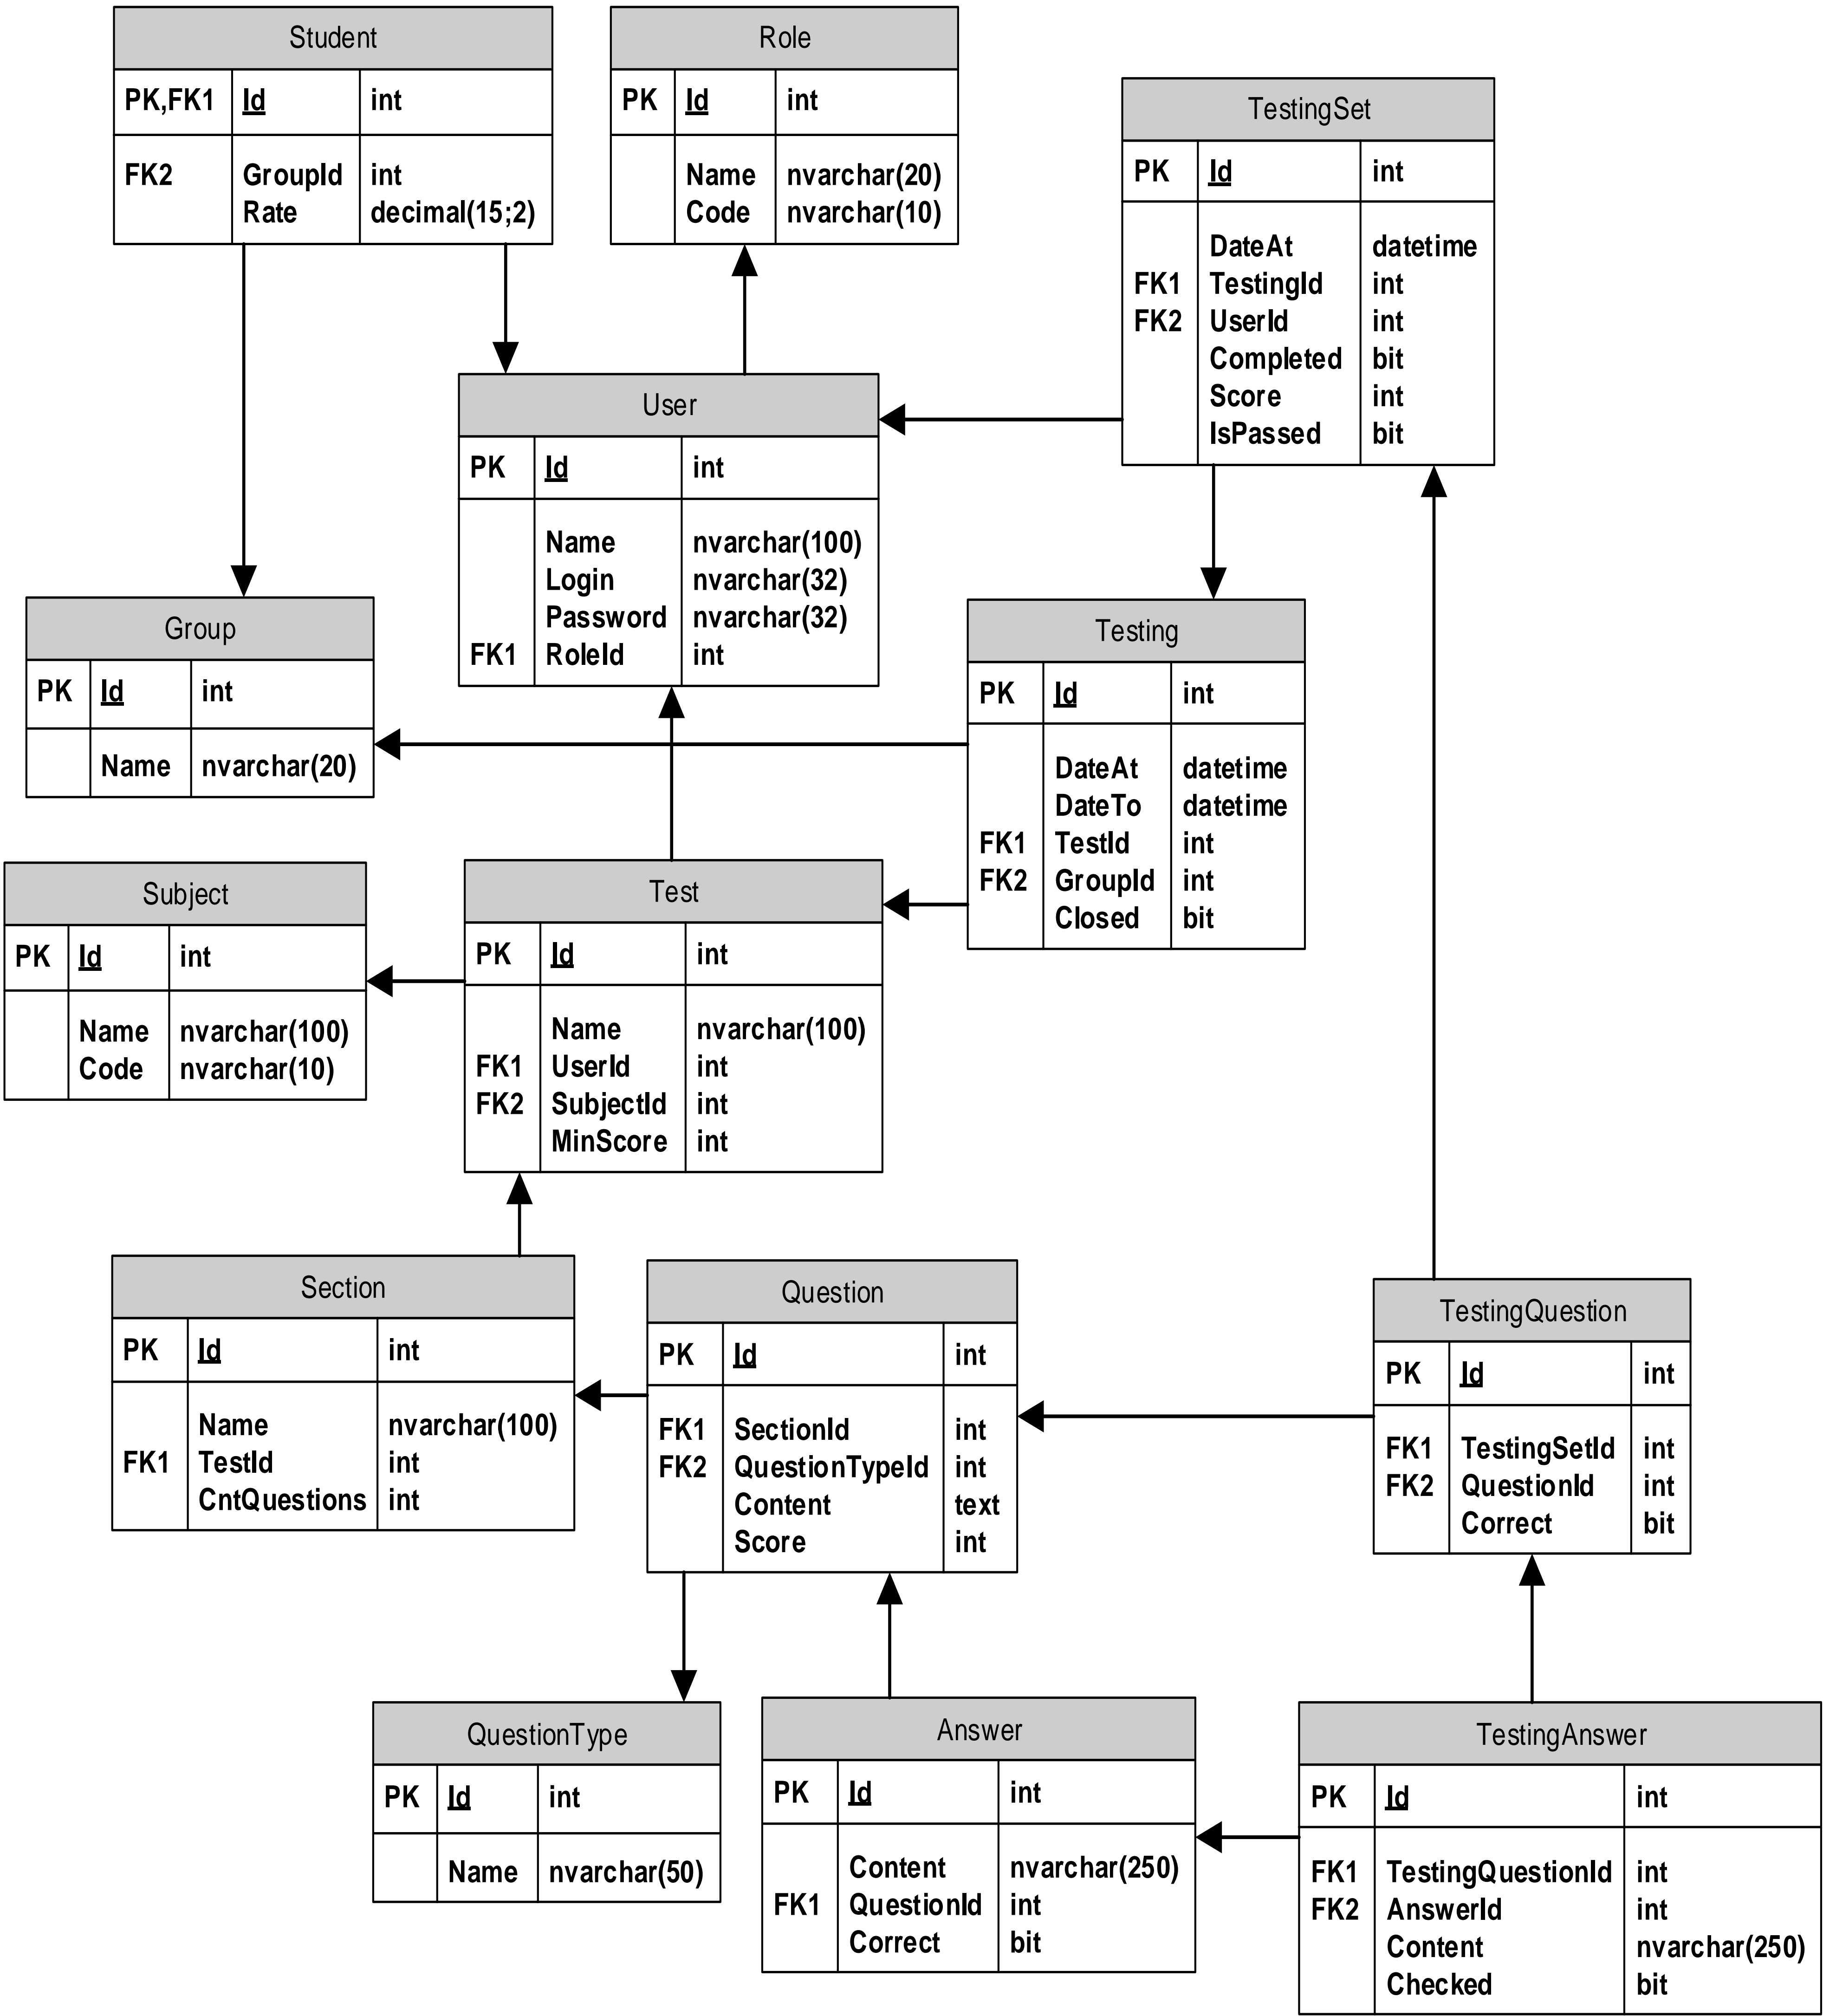 Student
PK,FK1 Id int
FK2 GroupId int
Rate decimal(15;2)
Role
PK Id int
Name nvarchar(20)
Code nvarchar(10)
TestingSet
PK Id int
DateAt datetime
FK1 TestingId int
FK2 UserId int
Completed bit
Score int
IsPassed bit
User
PK Id int
Name nvarchar(100)
Login nvarchar(32)
Password nvarchar(32)
FK1 RoleId int
Group
PK Id int
Name nvarchar(20)
Testing
PK Id int
DateAt datetime
DateTo datetime
FK1 TestId int
FK2 GroupId int
Closed bit
Subject
PK Id int
Name nvarchar(100)
Code nvarchar(10)
Test
PK Id int
Name nvarchar(100)
FK1 UserId int
FK2 SubjectId int
MinScore int
Section
PK Id int
Name nvarchar(100)
FK1 TestId int
CntQuestions int
Question
PK Id int
FK1 SectionId int
FK2 QuestionTypeId int
Content text
Score int
TestingQuestion
PK Id int
FK1 TestingSetId int
FK2 QuestionId int
Correct bit
QuestionType
PK Id int
Name nvarchar(50)
Answer
PK Id int
Content nvarchar(250)
FK1 QuestionId int
Correct bit
TestingAnswer
PK Id int
FK1 TestingQuestionId int
FK2 AnswerId int
Content nvarchar(250)
Checked bit